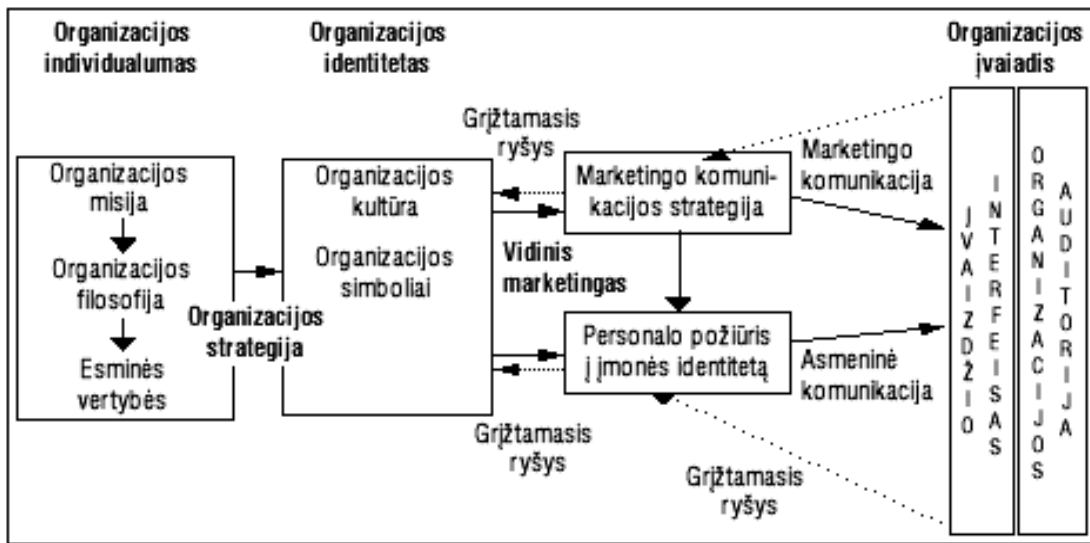 Organizacijos
individualumas
Organizacijos
identitetas
Organizacijos
įvaiadis
Organizacijos
misija
Organizacijos
filosofija
Esminės
vertybės
Organizacijos
strategija
Organizacijos
kultūra
Organizacijos
simboliai
Grįžtamasis
ryšys
Marketingo komuni-
kacijos strategija
Vidinis
marketingas
Personalo požiūris
į įmonės identitetą
Grįžtamasis
ryšys
Marketingo
komunikacija
Asmeninė
komunikacija
Grįžtamasis
ryšys
ĮVAIZDŽIO
INTERFEISAS
ORGANIZACIJOS
AUDITORIJA